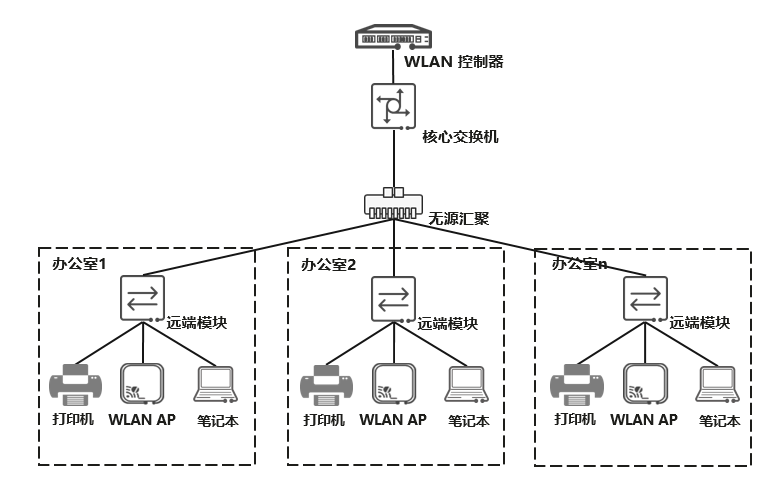 WLAN 控制器
核心交换机
无源汇聚
办公室1
远端模块
打印机
WLAN AP
笔记本
办公室2
远端模块
打印机
WLAN AP
笔记本
办公室n
远端模块
打印机
WLAN AP
笔记本